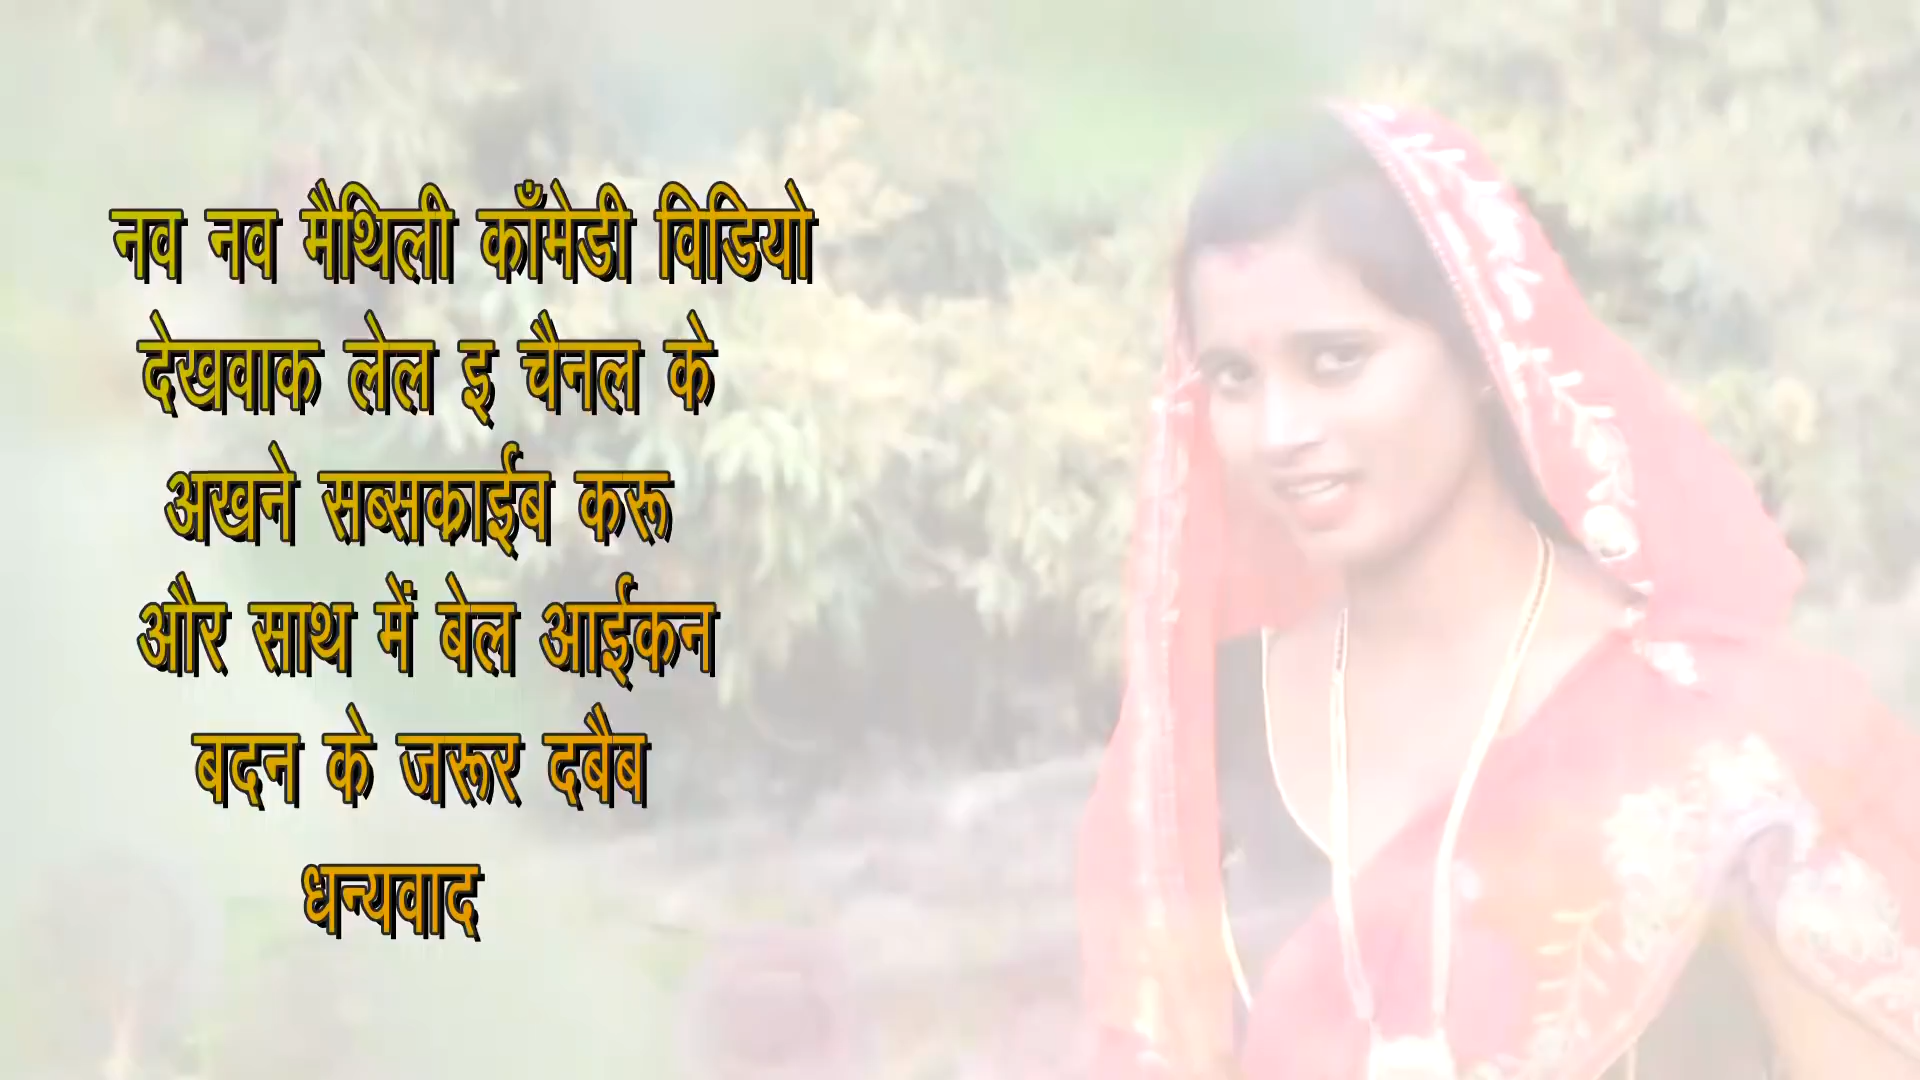 नव नव मैथिली काँमेडी विडियो
देखवाक लेल इ चैनल के
अखने सब्सक्राईब करू
और साथ में बेल आईकन
बदन के जरूर दबैब
धन्यवाद